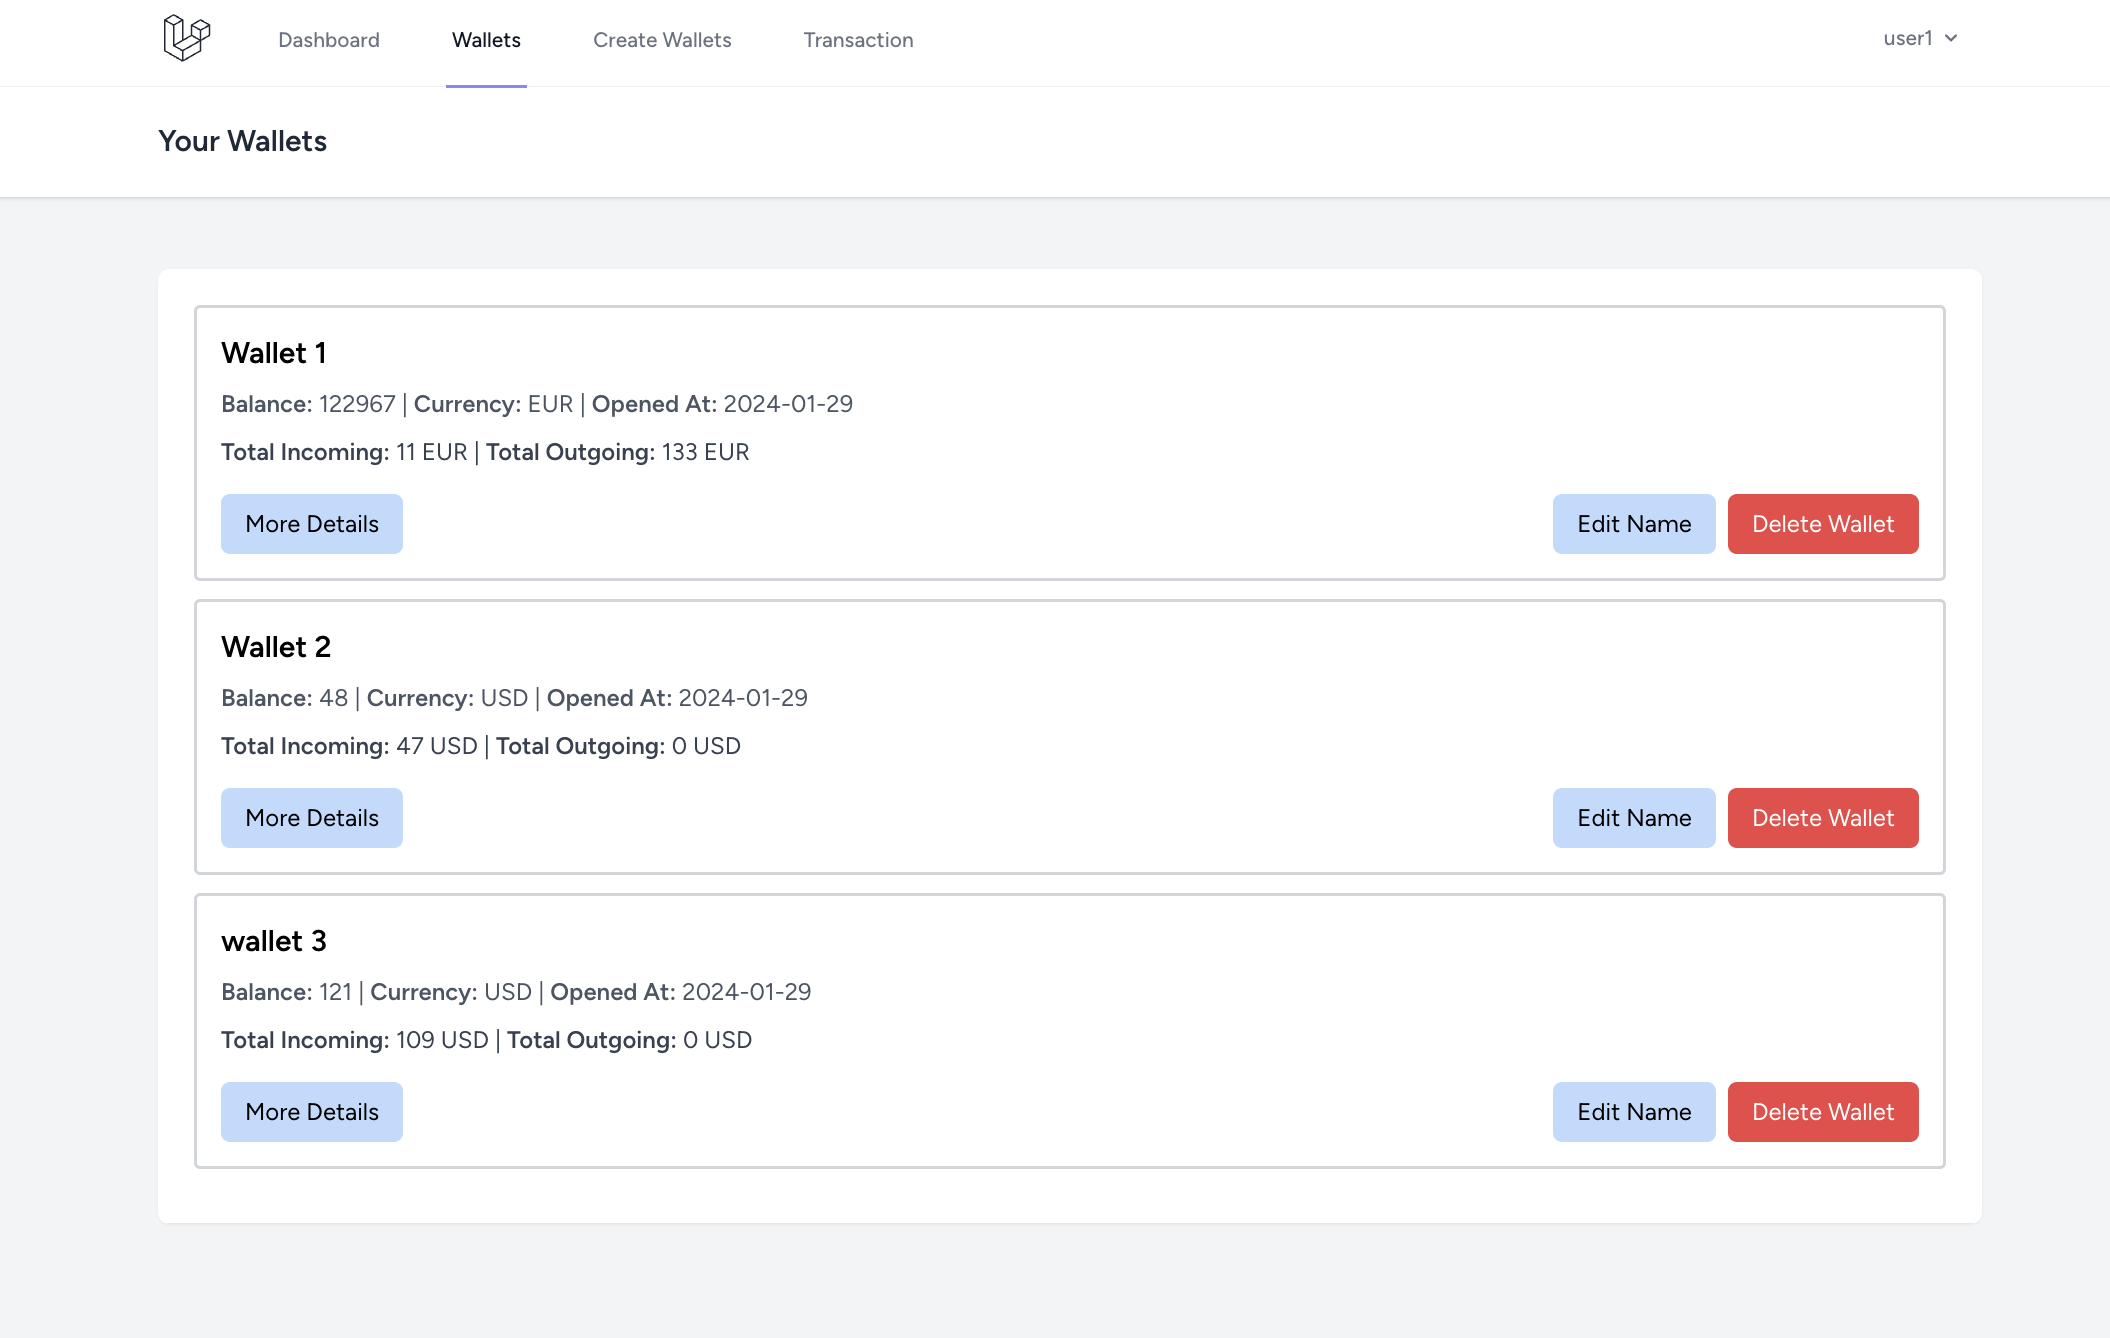 Dashboard Wallets Create Wallets Transaction user1
Your Wallets
Wallet 1
Balance: 122967 | Currency: EUR | Opened At: 2024-01-29
Total Incoming: 11 EUR | Total Outgoing: 133 EUR
More Details Edit Name Delete Wallet
Wallet 2
Balance: 48 | Currency: USD | Opened At: 2024-01-29
Total Incoming: 47 USD | Total Outgoing: 0 USD
More Details Edit Name Delete Wallet
wallet 3
Balance: 121 | Currency: USD | Opened At: 2024-01-29
Total Incoming: 109 USD | Total Outgoing: 0 USD
More Details Edit Name Delete Wallet